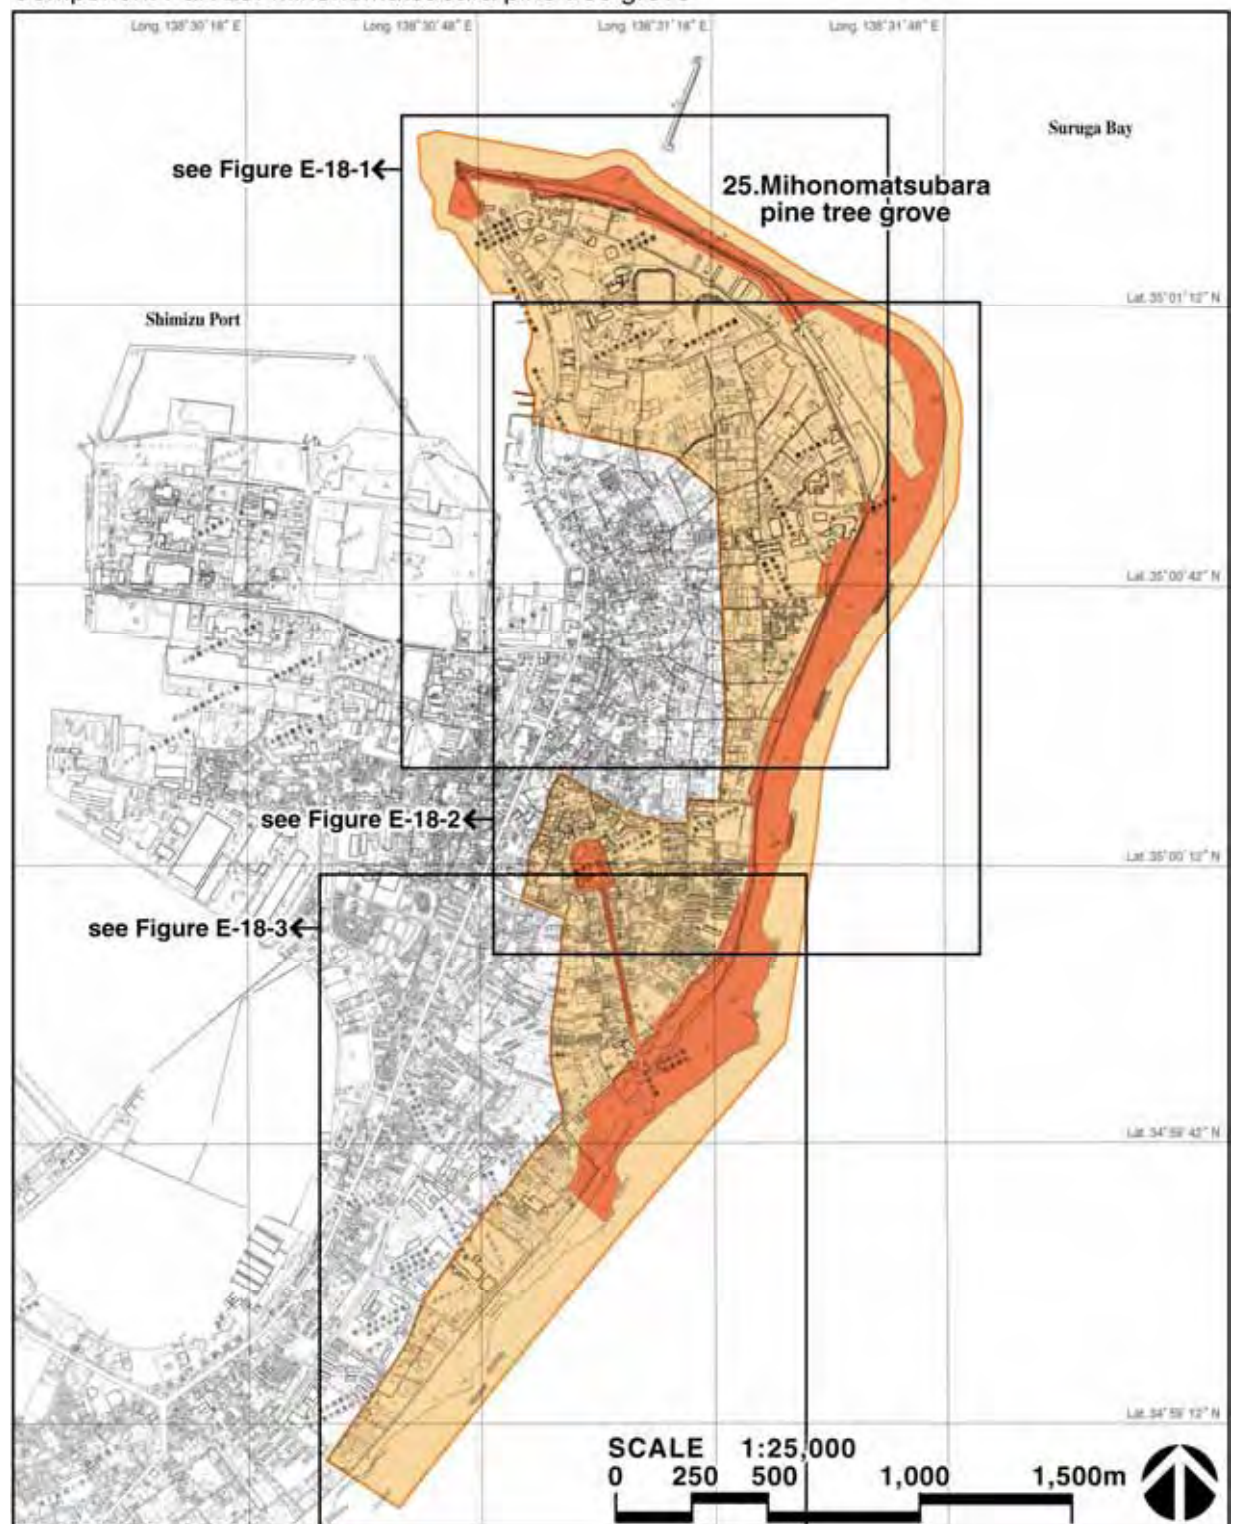 Long. 138°30´18˝ E
Long. 138°30´48˝ E
Long. 138°31´18˝ E
Long. 138°31´48˝ E
Suruga Bay
see Figure E-18-1
25.Mihonomatsubara
pine tree grove
Lat. 35°01´12˝ N
Shimizu Port
Lat. 35°00´42˝ N
see Figure E-18-2
Lat. 35°00´12˝ N
see Figure E-18-3
Lat. 34°59´42˝ N
Lat. 34°59´12˝ N
SCALE 1:25,000
0 250 500 1,000 1,500m